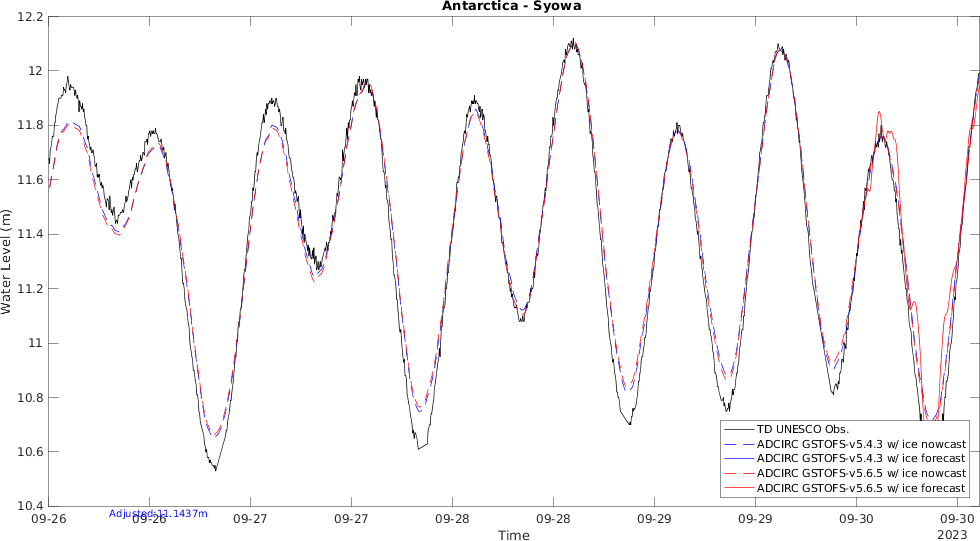 Antarctica - Syowa
12.2
12
11.8
11.6
11.4
11.2
11
10.8
10.6
10.4
Water Level (m)
TD UNESCO Obs.
ADCIRC GSTOFS-v5.4.3 w/ ice nowcast
ADCIRC GSTOFS-v5.4.3 w/ ice forecast
ADCIRC GSTOFS-v5.6.5 w/ ice nowcast
ADCIRC GSTOFS-v5.6.5 w/ ice forecast
09-26 09-26 09-27 09-27 09-28 09-28 09-29 09-29 09-30 09-30
Adjusted:11.1437m
Time
2023